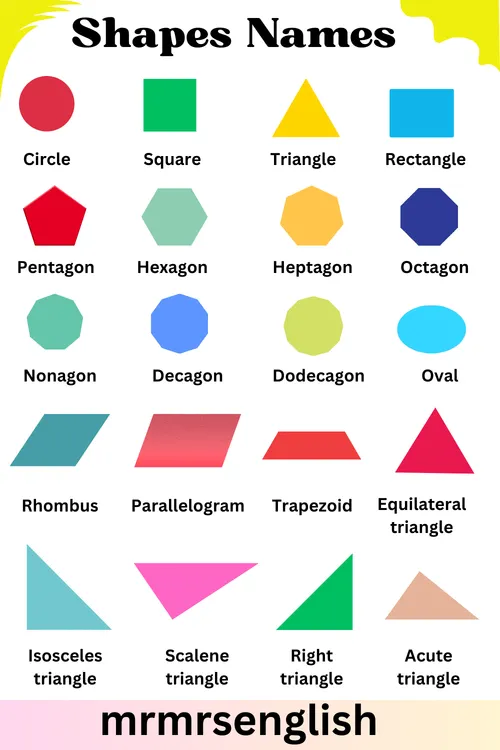 Shapes Names
Circle
Square
Triangle
Rectangle
Pentagon
Hexagon
Heptagon
Octagon
Nonagon
Decagon
Dodecagon
Oval
Rhombus
Parallelogram
Trapezoid
Equilateral
triangle
Isosceles
triangle
Scalene
triangle
Right
triangle
Acute
triangle
mrmrsenglish